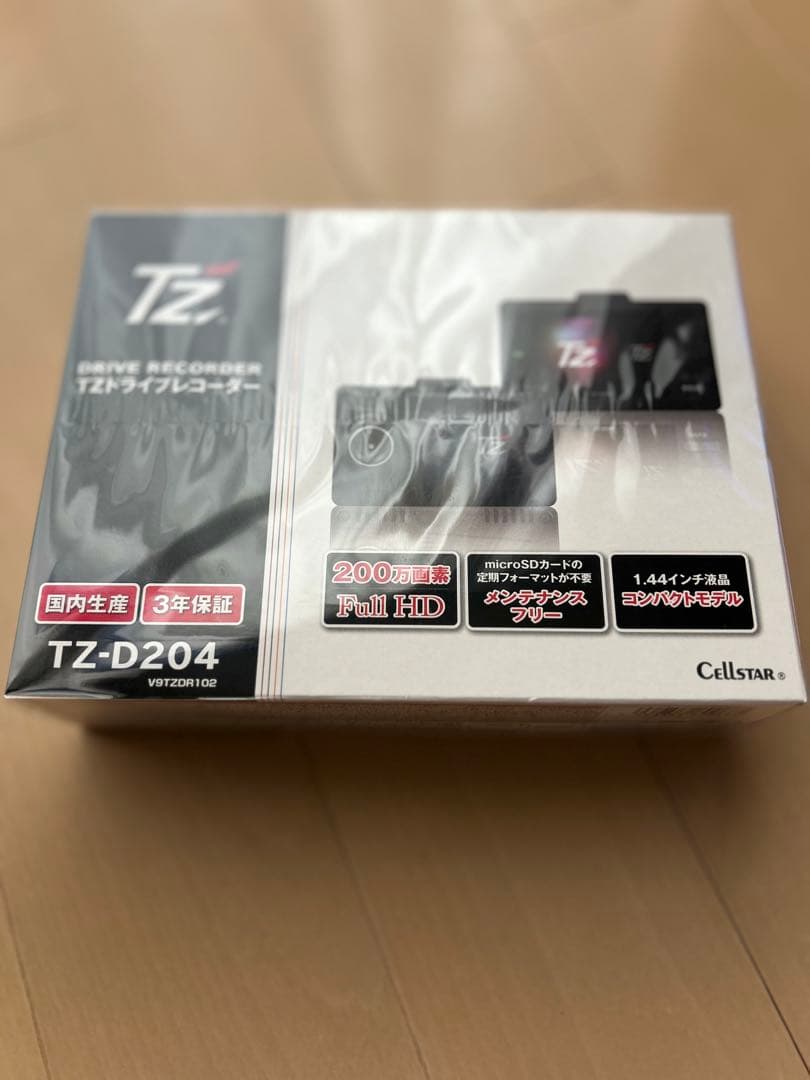 TZ
DRIVE RECORDER
TZドライブレコーダー
国内生産
3年保証
TZ-D204
V9TZDR102
TZ
TZ
TZ
200万画素
Full HD
microSDカードの
定期フォーマットが不要
メンテナンス
フリー
1.44インチ液晶
コンパクトモデル
CELLSTAR®